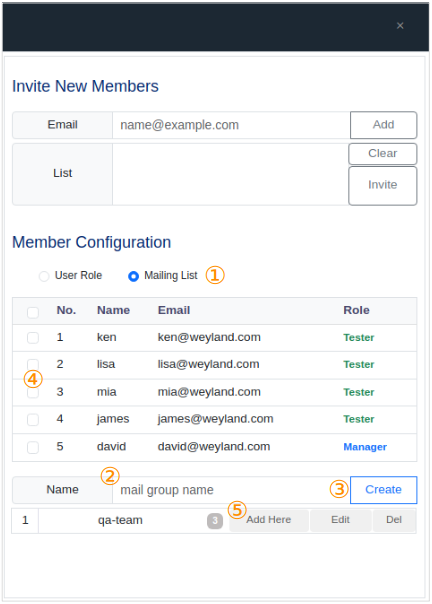 ×
Invite New Members
Email name@example.com Add
List Clear
Invite
Member Configuration
User Role Mailing List ①
No. Name Email Role
1 ken ken@weyland.com Tester
2 lisa lisa@weyland.com Tester
④
3 mia mia@weyland.com Tester
4 james james@weyland.com Tester
5 david david@weyland.com Manager
Name ② mail group name ③ Create
1 qa-team 3 ⑤ Add Here Edit Del